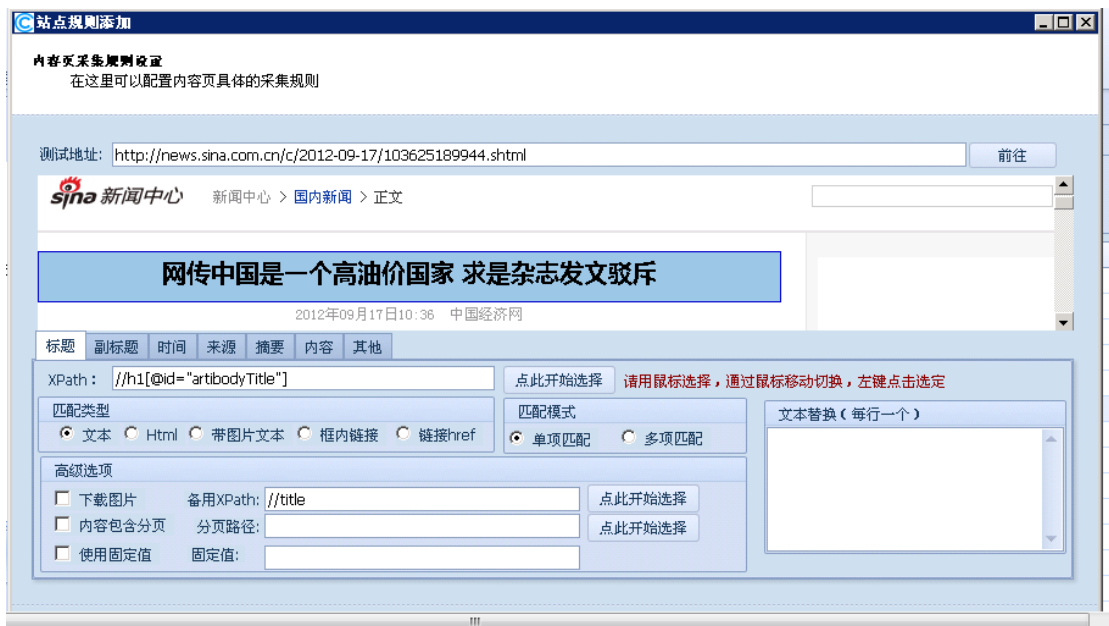 站点规则添加
内容页采集规则设置
在这里可以配置内容页具体的采集规则
测试地址: http://news.sina.com.cn/c/2012-09-17/103625189944.shtml 前往
sina 新闻中心 新闻中心 > 国内新闻 > 正文
网传中国是一个高油价国家 求是杂志发文驳斥
2012年09月17日10:36 中国经济网
标题 副标题 时间 来源 摘要 内容 其他
XPath: //h1[@id="artibodyTitle"] 点此开始选择 请用鼠标选择，通过鼠标移动切换，左键点击选定
匹配类型 匹配模式 文本替换(每行一个)
文本 Html 带图片文本 框内链接 链接href 单项匹配 多项匹配
高级选项
下载图片 备用XPath: //title 点此开始选择
内容包含分页 分页路径: 点此开始选择
使用固定值 固定值: